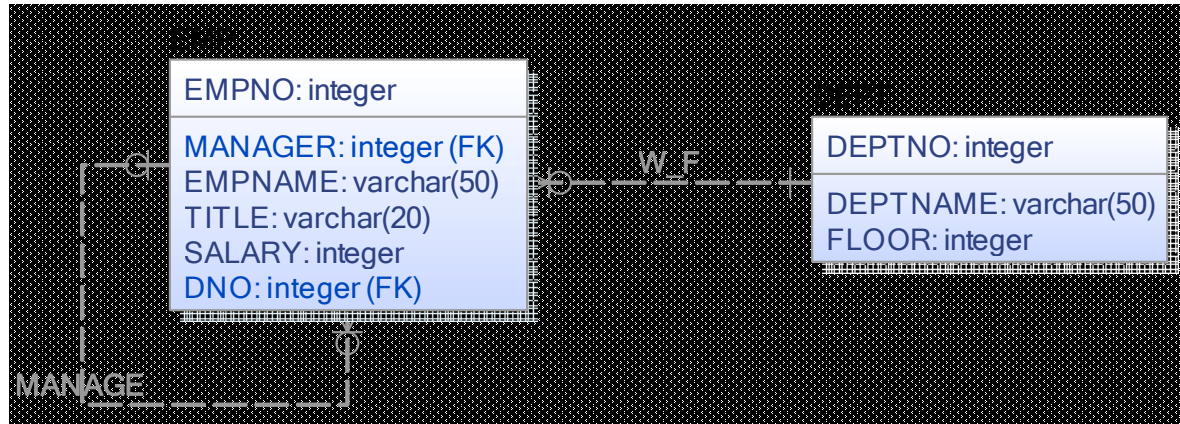 EMPNO: integer
MANAGER: integer (FK)
EMPNAME: varchar(50)
TITLE: varchar(20)
SALARY: integer
DNO: integer (FK)
W_F
DEPTNO: integer
DEPTNAME: varchar(50)
FLOOR: integer
MANAGE